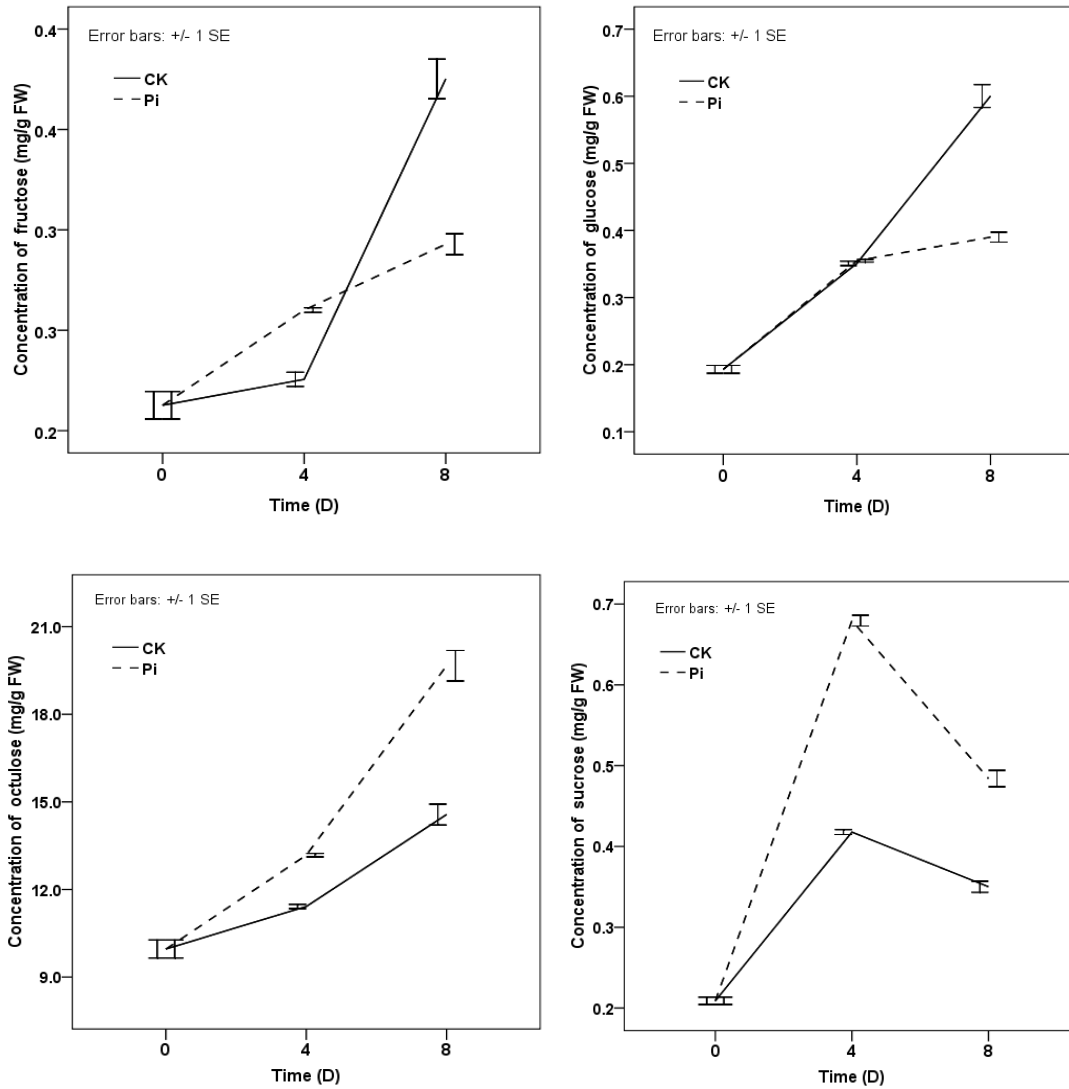 Error bars: +/- 1 SE
CK
Pi
Concentration of fructose (mg/g FW)
0.4
0.4
0.3
0.3
0.2
0
4
8
Time (D)
Error bars: +/- 1 SE
CK
Pi
Concentration of glucose (mg/g FW)
0.7
0.6
0.5
0.4
0.3
0.2
0.1
0
4
8
Time (D)
Error bars: +/- 1 SE
CK
Pi
Concentration of octulose (mg/g FW)
21.0
18.0
15.0
12.0
9.0
0
4
8
Time (D)
Error bars: +/- 1 SE
CK
Pi
Concentration of sucrose (mg/g FW)
0.7
0.6
0.5
0.4
0.3
0.2
0
4
8
Time (D)